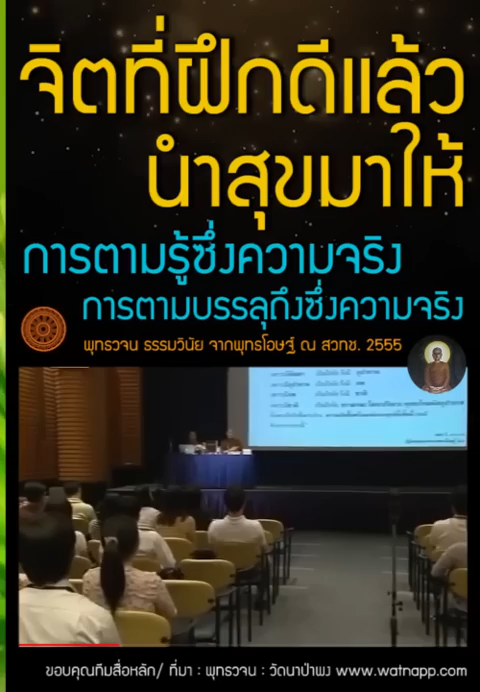 จิตที่ฝึกดีแล้ว
นำสุขมาให้
การตามรู้ซึ่งความจริง
การตามบรรลุถึงซึ่งความจริง
พุทธวจน ธรรมวินัย จากพุทธโอษฐ์ ณ สวทช. 2555
ขอบคุณทีมสื่อหลัก/ ที่มา : พุทธวจน : วัดนาป่าพง www.watnapp.com